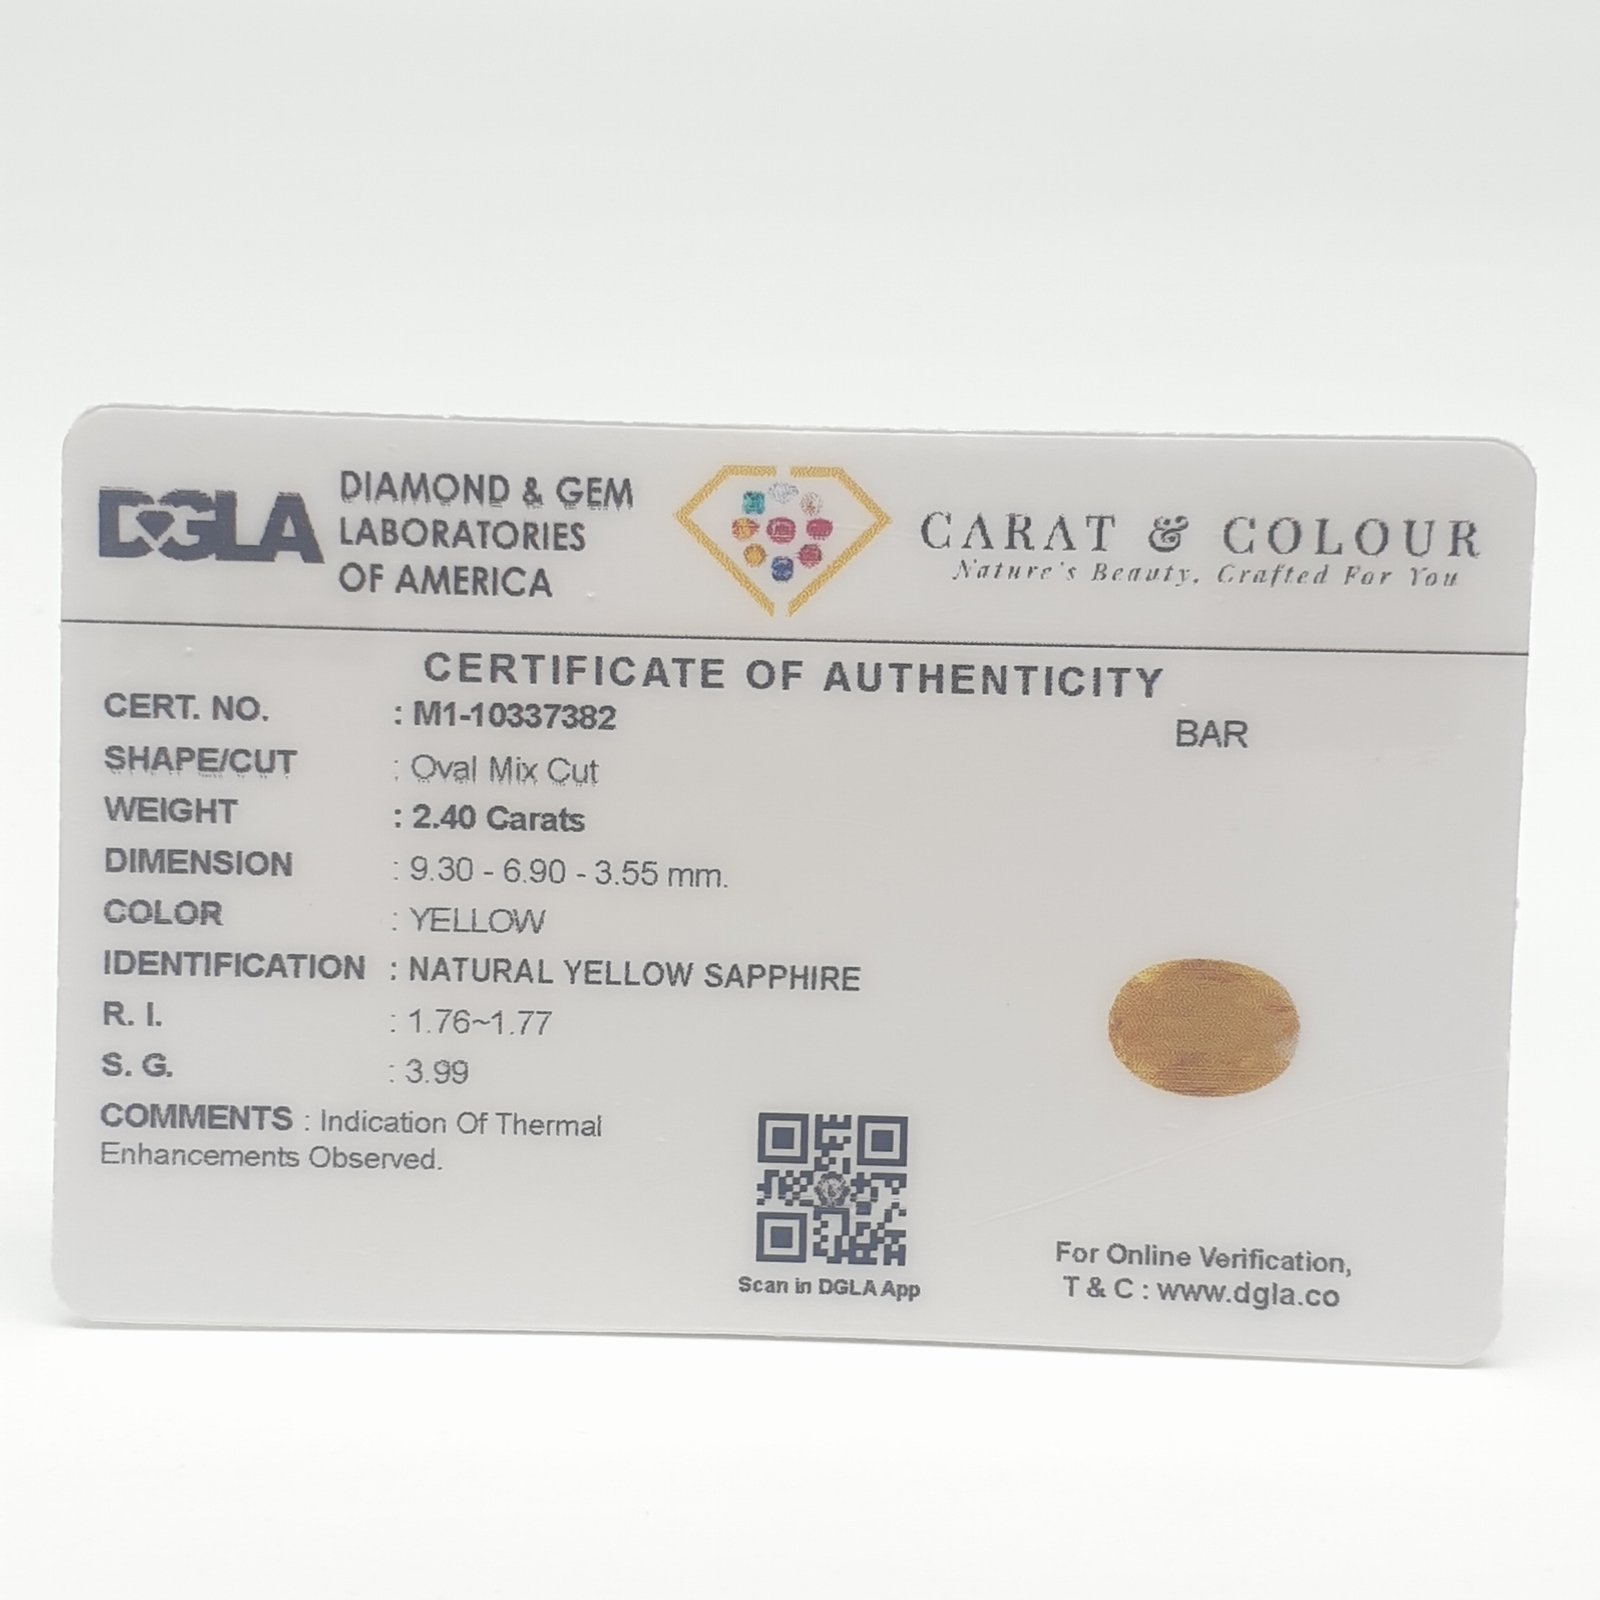 DGLA
DIAMOND & GEM
LABORATORIES
OF AMERICA
CARAT & COLOUR
Nature's Beauty, Crafted For You
CERTIFICATE OF AUTHENTICITY
CERT. NO. : M1-10337382
BAR
SHAPE/CUT : Oval Mix Cut
WEIGHT : 2.40 Carats
DIMENSION : 9.30 - 6.90 - 3.55 mm.
COLOR : YELLOW
IDENTIFICATION : NATURAL YELLOW SAPPHIRE
R. I. : 1.76~1.77
S. G. : 3.99
COMMENTS : Indication Of Thermal
Enhancements Observed.
Scan in DGLA App
For Online Verification,
T & C : www.dgla.co